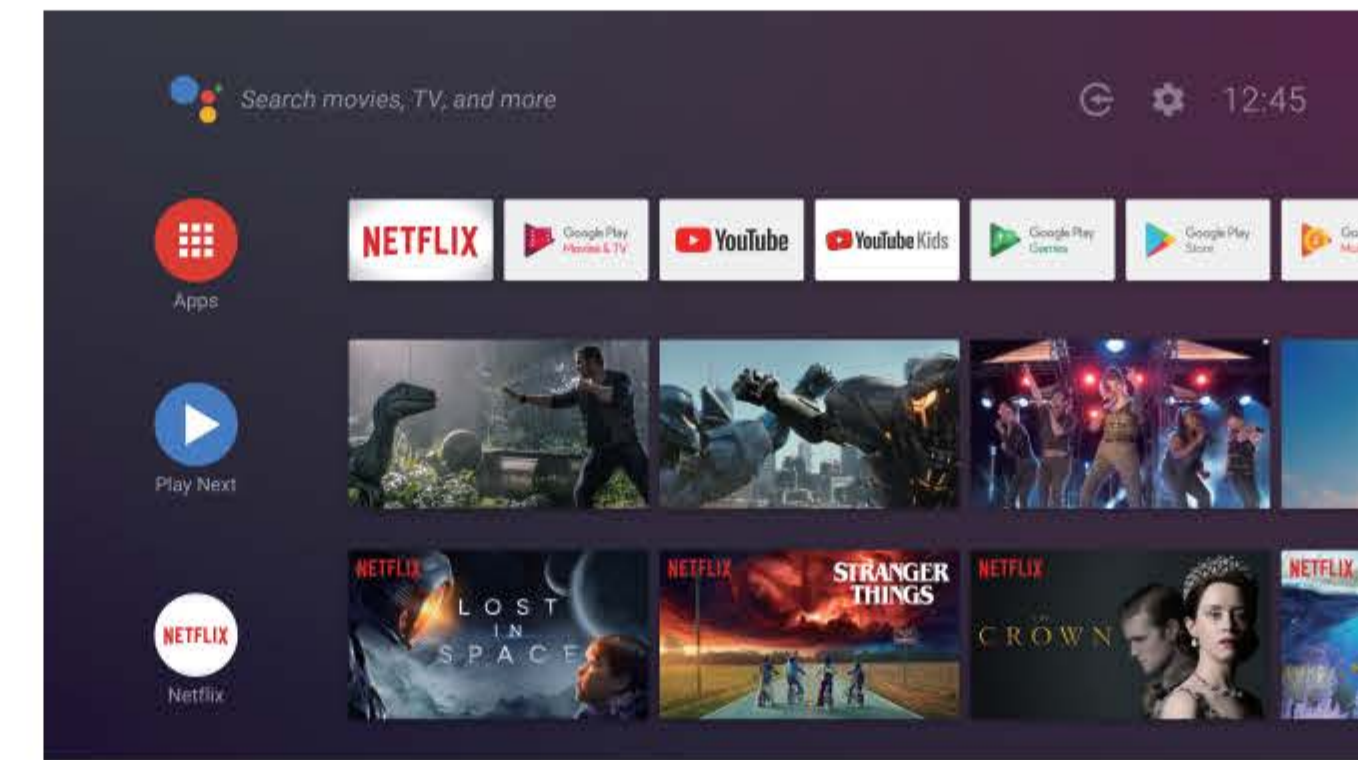 Search movies, TV, and more
12:45
Apps
NETFLIX
Google Play
Movies & TV
YouTube
YouTube Kids
Google Play
Games
Google Play
Store
Play Next
NETFLIX
Netflix
NETFLIX
LOST
IN
SPACE
NETFLIX
STRANGER
THINGS
NETFLIX
CROWN
NETFLIX